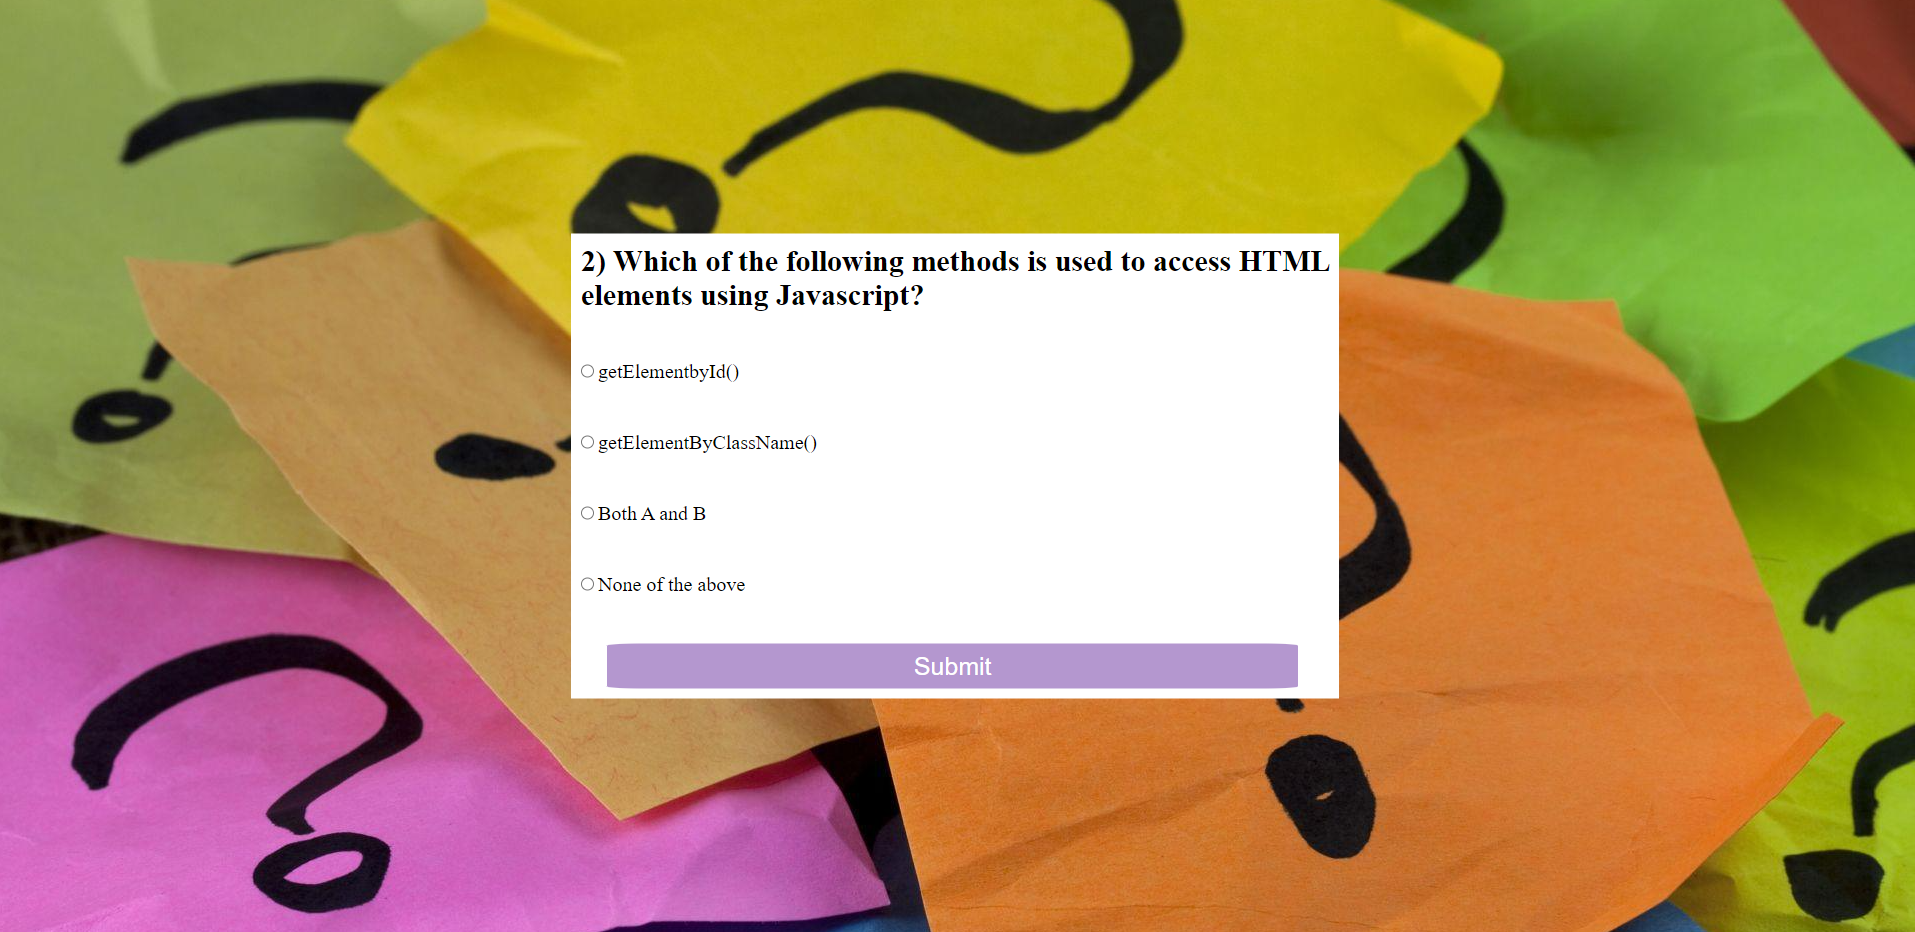 2) Which of the following methods is used to access HTML
elements using Javascript?
getElementbyId()
getElementByClassName()
Both A and B
None of the above
Submit